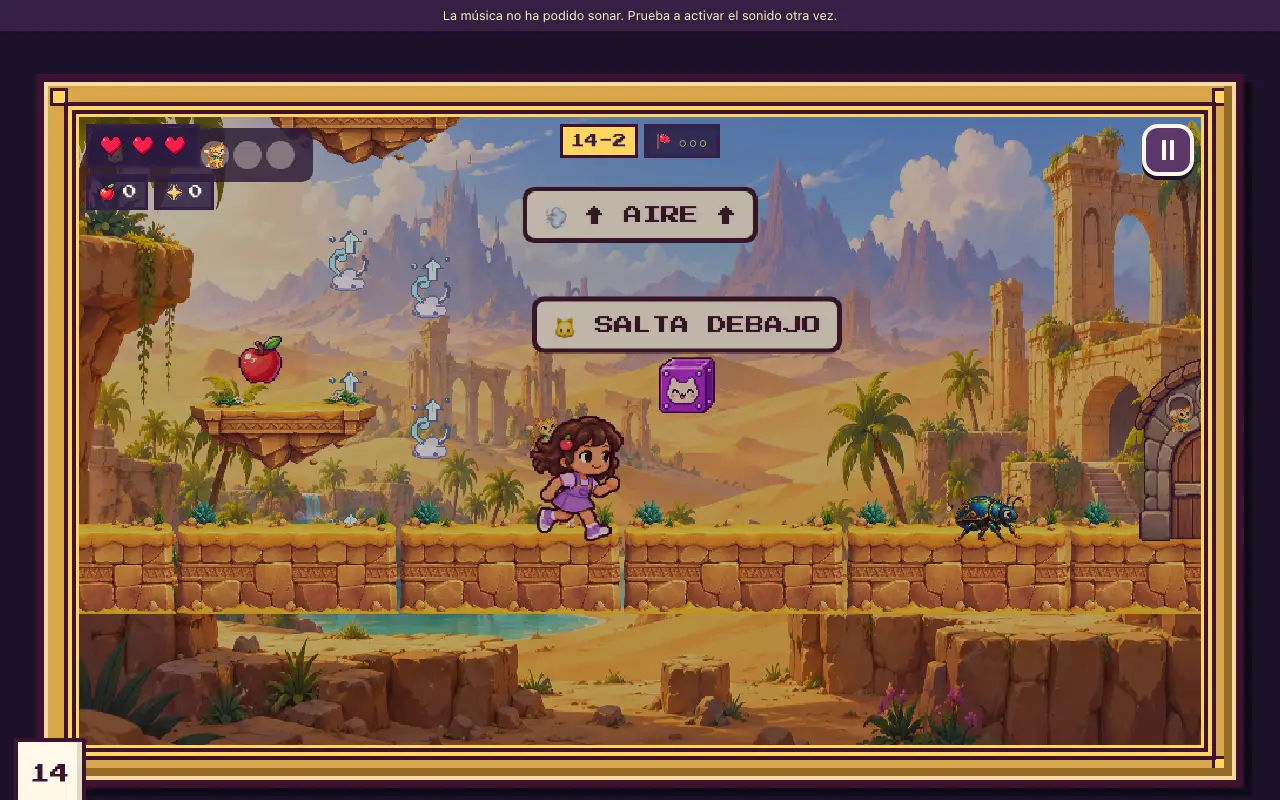 La música no ha podido sonar. Prueba a activar el sonido otra vez.
14-2
0 0
↑ AIRE ↑
SALTA DEBAJO
14